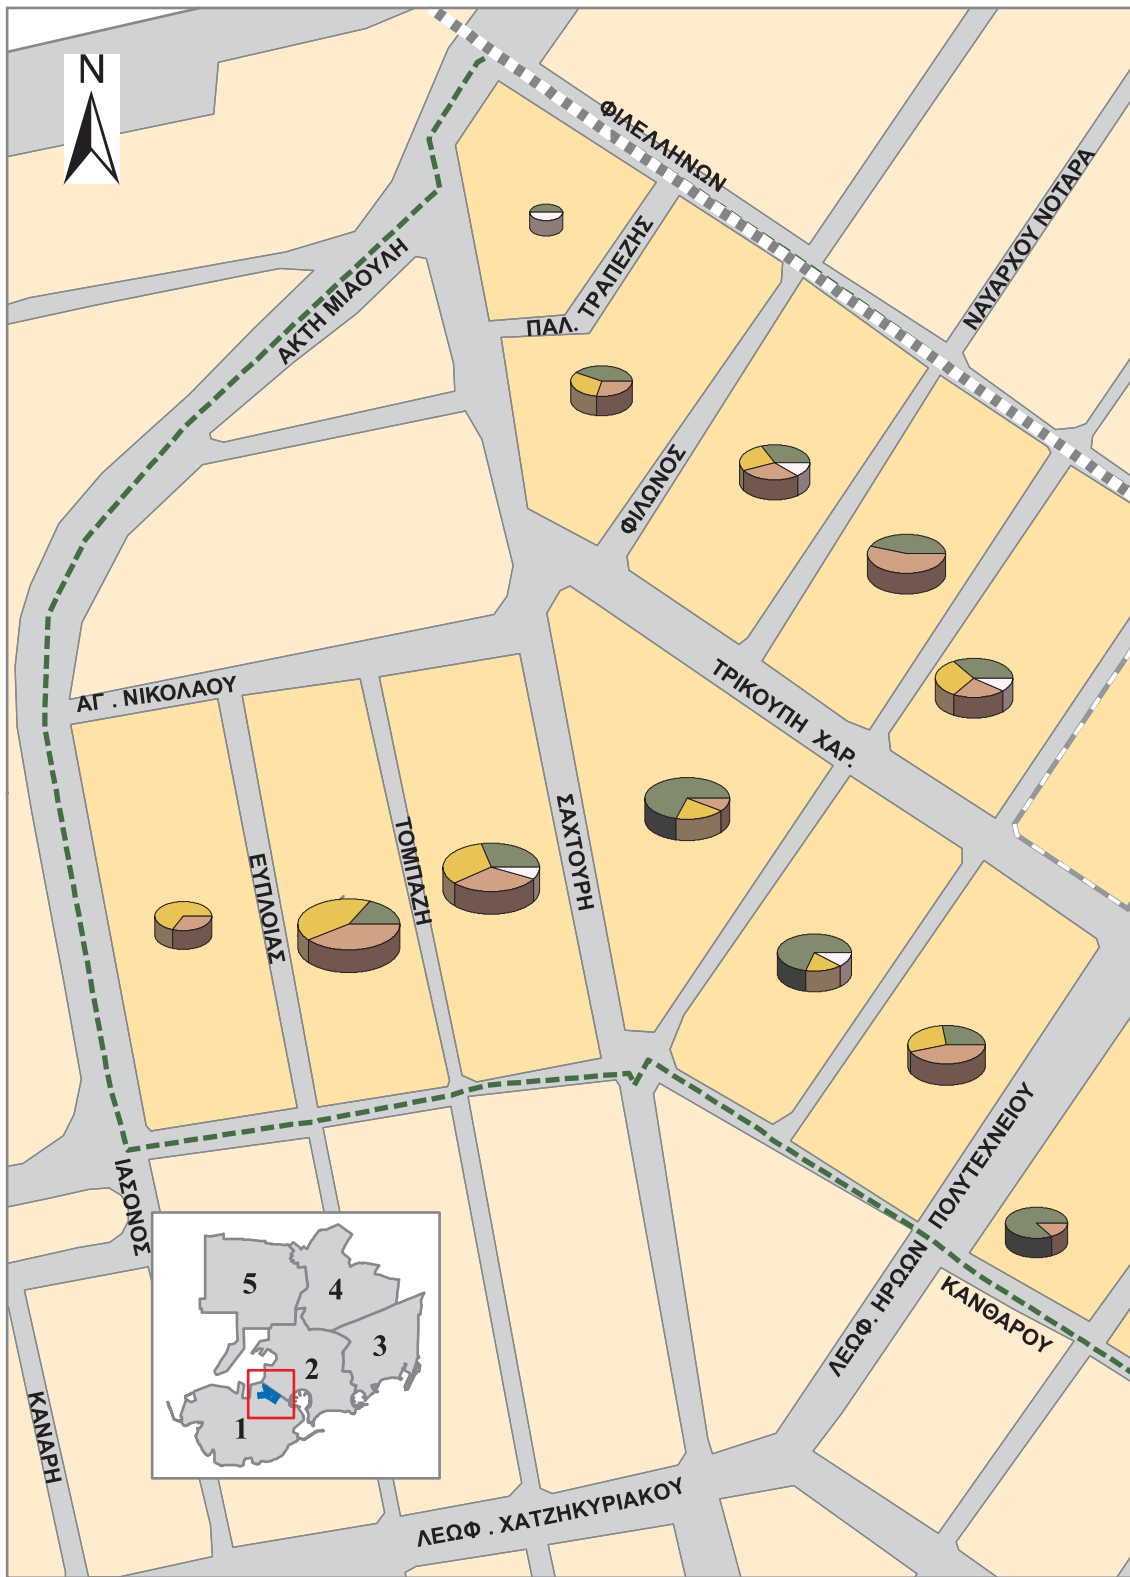 N
ΦΙΛΕΛΛΗΝΩΝ
ΝΑΥΑΡΧΟΥ ΝΟΤΑΡΑ
ΑΚΤΗ ΜΙΑΟΥΛΗ
ΠΑΛ. ΤΡΑΠΕΖΗΣ
ΦΙΛΩΝΟΣ
ΑΓ . ΝΙΚΟΛΑΟΥ
ΤΡΙΚΟΥΠΗ ΧΑΡ.
ΣΑΧΤΟΥΡΗ
ΤΟΜΠΑΖΗ
ΕΥΠΛΟΙΑΣ
ΙΑΣΟΝΟΣ
ΛΕΩΦ. ΗΡΩΩΝ ΠΟΛΥΤΕΧΝΕΙΟΥ
ΚΑΝΘΑΡΟΥ
5
4
3
2
1
ΚΑΝΑΡΗ
ΛΕΩΦ . ΧΑΤΖΗΚΥΡΙΑΚΟΥ